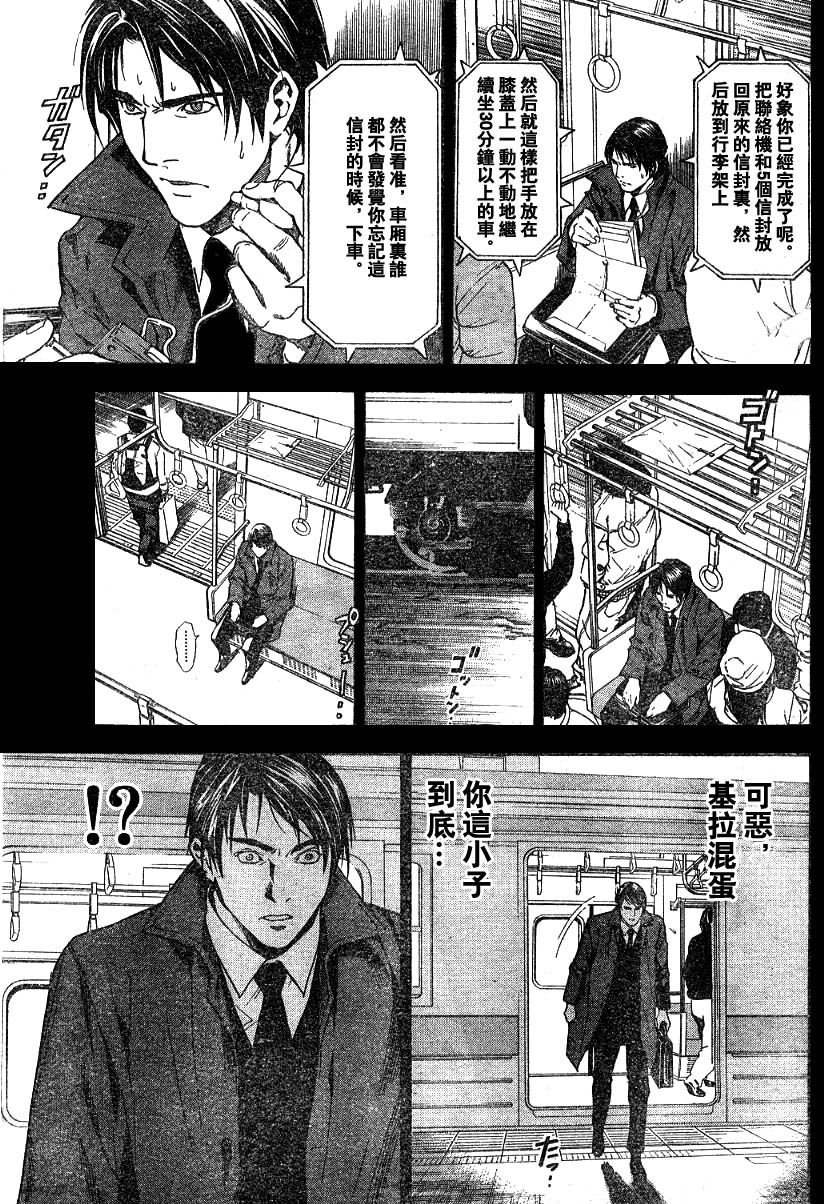 好象你已經完成了呢。
把聯絡機和5個信封放
回原來的信封裏，然
后放到行李架上
然后就這樣把手放在
膝蓋上一動不動地繼
續坐30分鐘以上的車。
然后看准，車厢裏誰
都不會發覺你忘記這
信封的時候，下車。
ガタン…
ゴトン…
ゴットン…
プシュー…
………
可惡，
基拉混蛋
你這小子
到底…
たっ…
!?